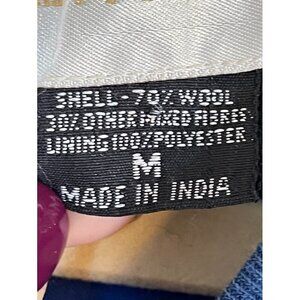 SHELL-70% WOOL
30% OTHER MIXED FIBRES
LINING 100% POLYESTER
M
MADE IN INDIA